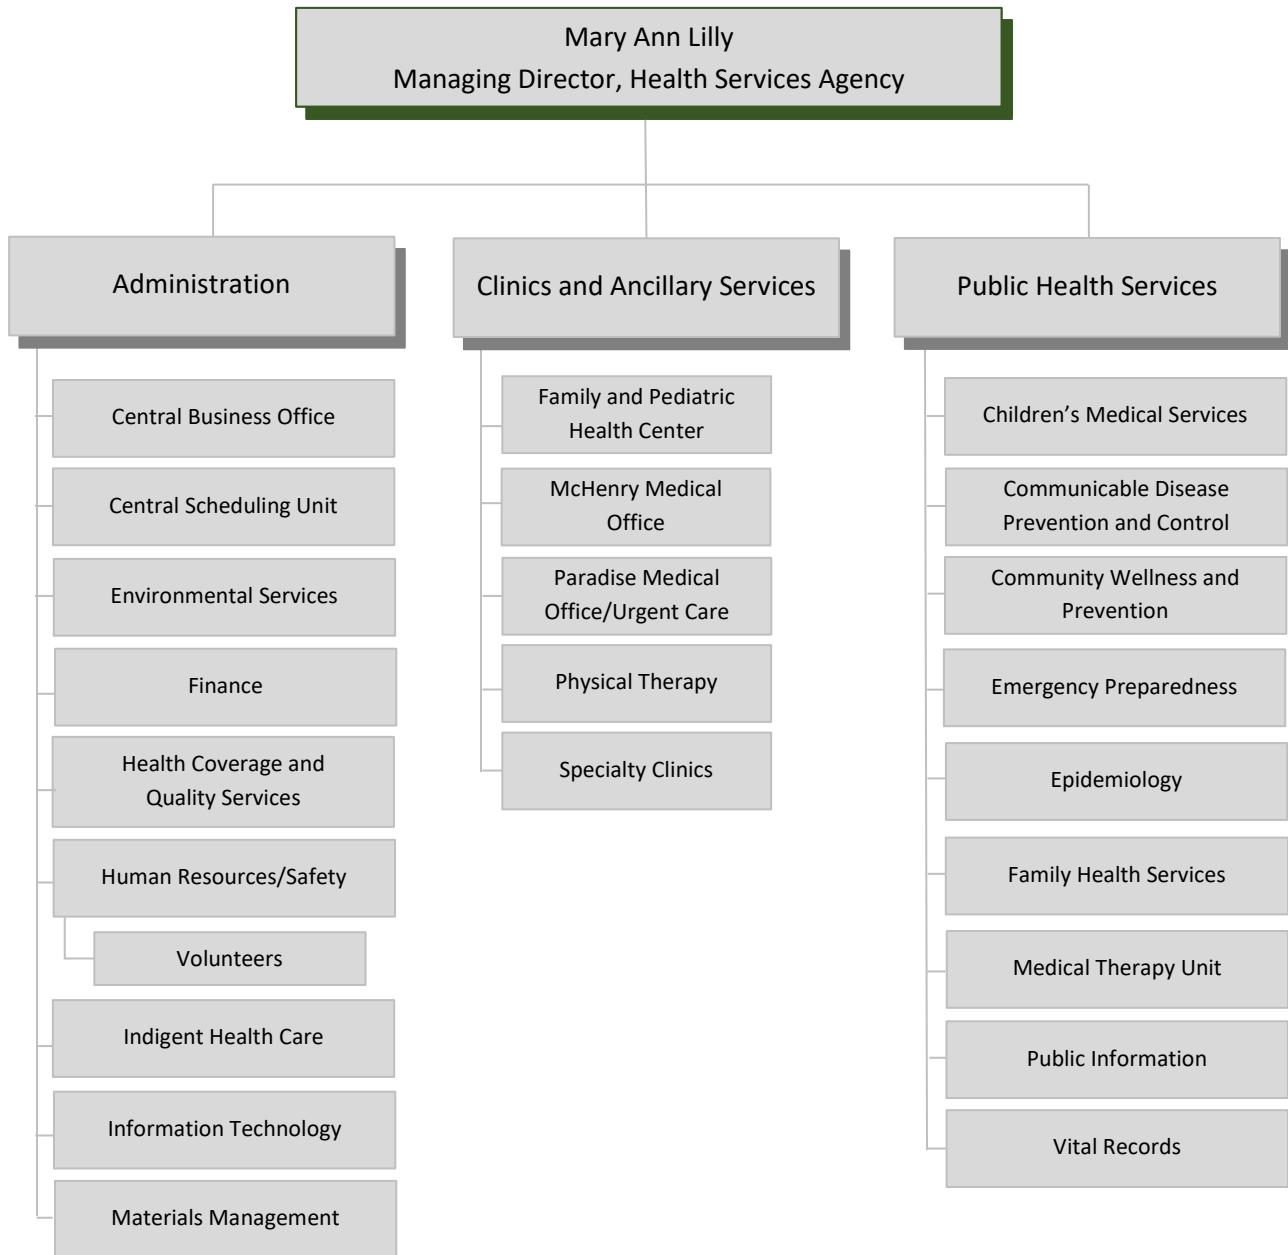 Mary Ann Lilly
Managing Director, Health Services Agency
Administration
Central Business Office
Central Scheduling Unit
Environmental Services
Finance
Health Coverage and
Quality Services
Human Resources/Safety
Volunteers
Indigent Health Care
Information Technology
Materials Management
Clinics and Ancillary Services
Family and Pediatric
Health Center
McHenry Medical
Office
Paradise Medical
Office/Urgent Care
Physical Therapy
Specialty Clinics
Public Health Services
Children’s Medical Services
Communicable Disease
Prevention and Control
Community Wellness and
Prevention
Emergency Preparedness
Epidemiology
Family Health Services
Medical Therapy Unit
Public Information
Vital Records